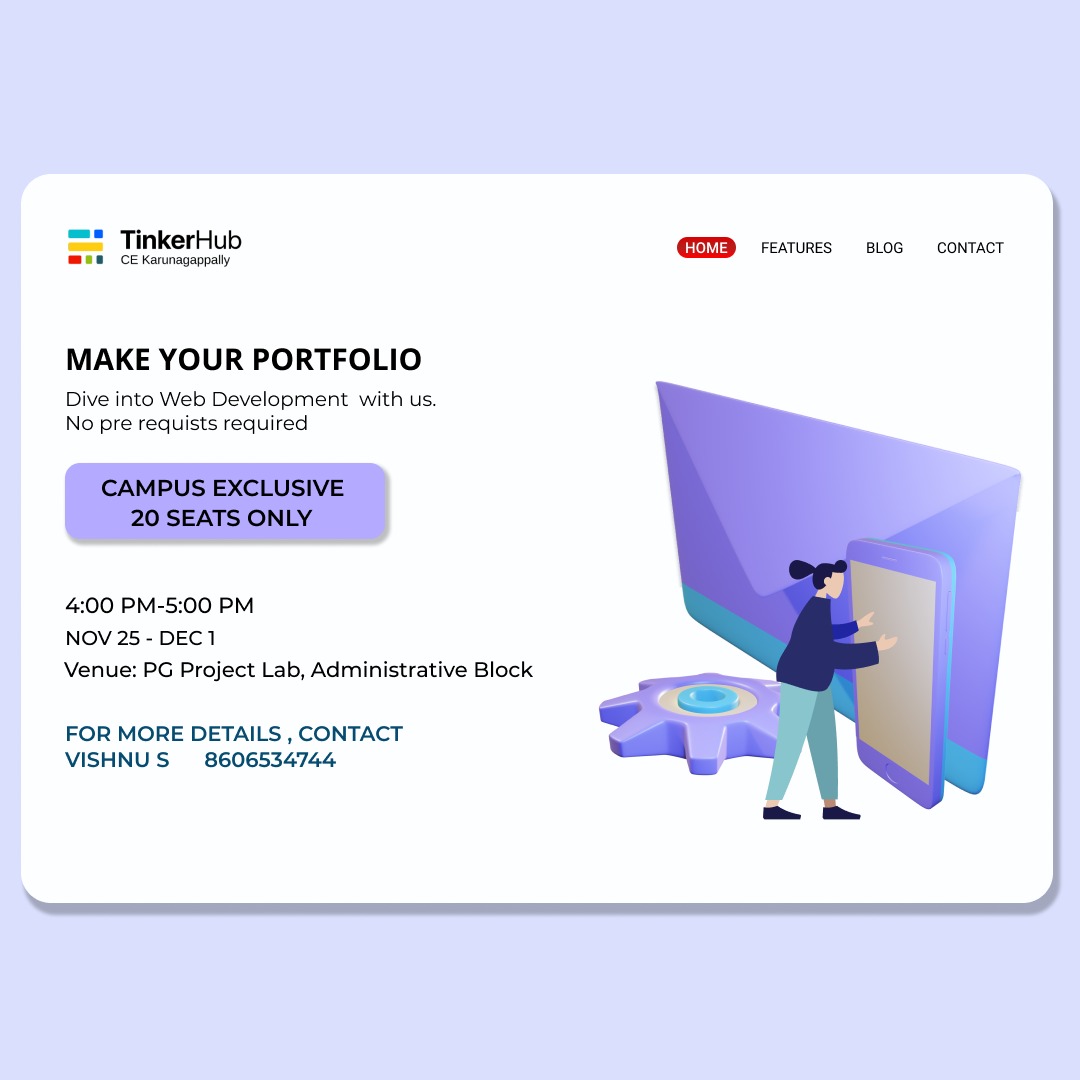 TinkerHub
CE Karunagappally
HOME FEATURES BLOG CONTACT
MAKE YOUR PORTFOLIO
Dive into Web Development with us.
No pre requists required
CAMPUS EXCLUSIVE
20 SEATS ONLY
4:00 PM-5:00 PM
NOV 25 - DEC 1
Venue: PG Project Lab, Administrative Block
FOR MORE DETAILS , CONTACT
VISHNU S 8606534744